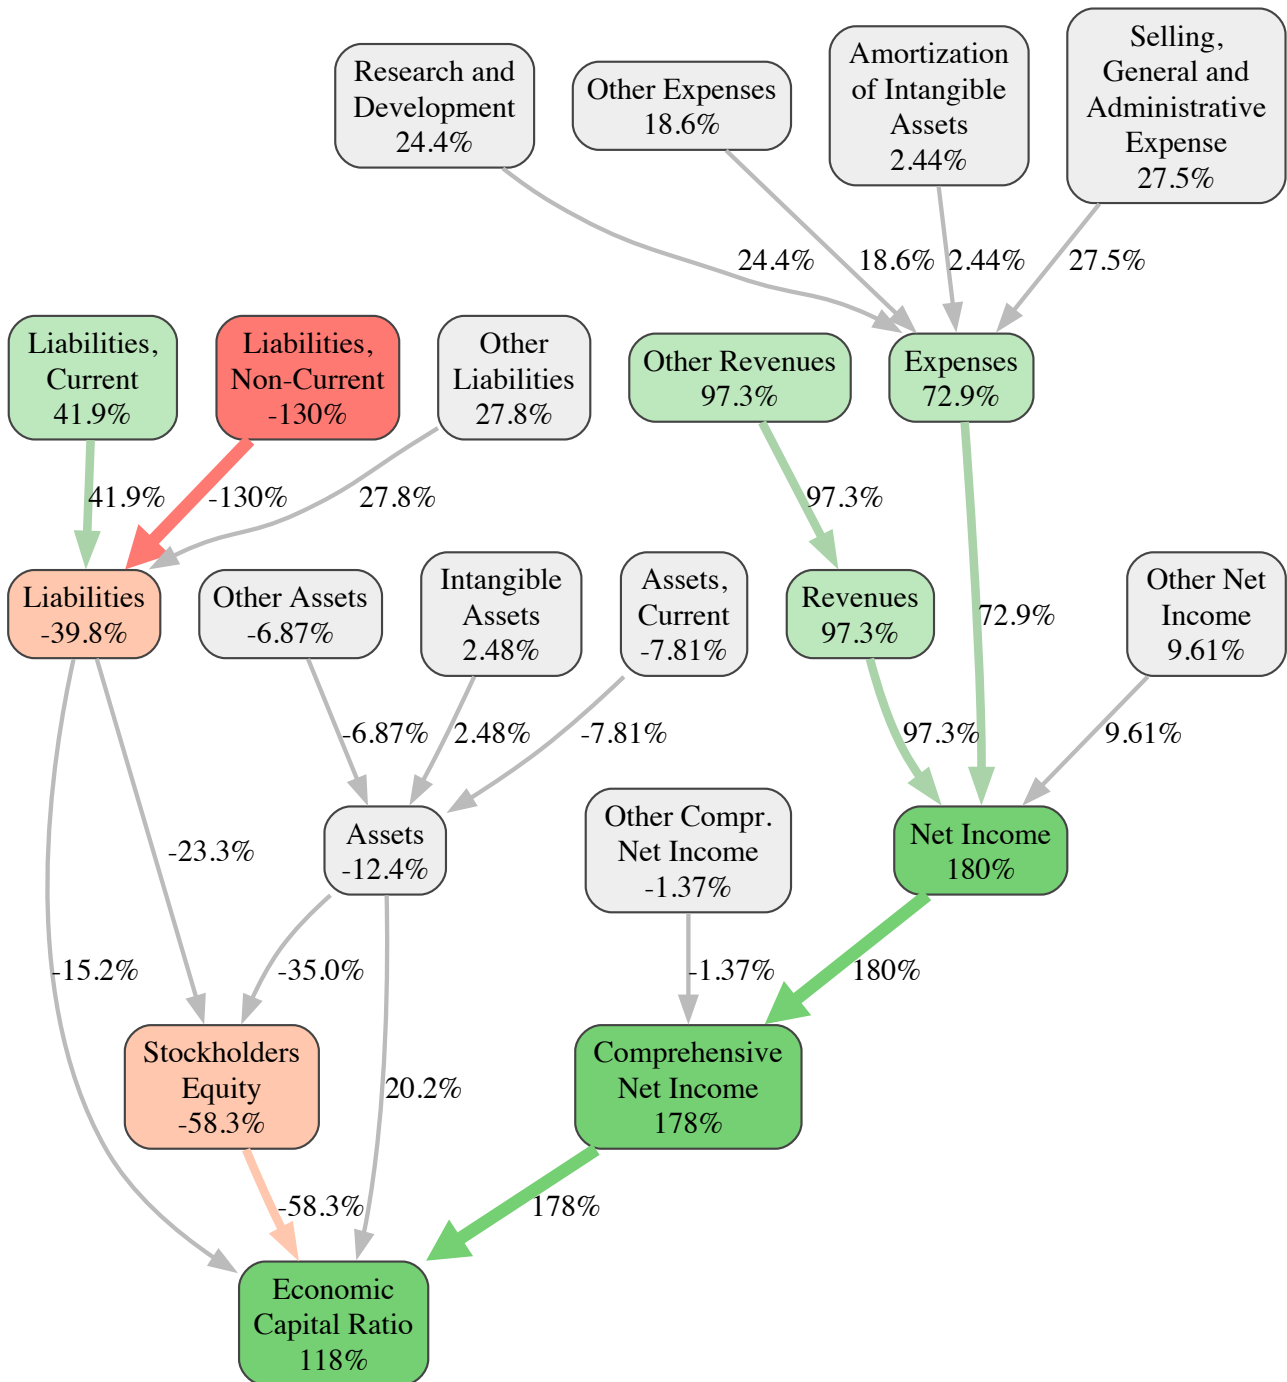 Research and
Development
24.4%
Other Expenses
18.6%
Amortization
of Intangible
Assets
2.44%
Selling,
General and
Administrative
Expense
27.5%
24.4%
18.6%
2.44%
27.5%
Liabilities,
Current
41.9%
Liabilities,
Non-Current
-130%
Other
Liabilities
27.8%
Other Revenues
97.3%
Expenses
72.9%
41.9%
-130%
27.8%
97.3%
Liabilities
-39.8%
Other Assets
-6.87%
Intangible
Assets
2.48%
Assets,
Current
-7.81%
Revenues
97.3%
72.9%
Other Net
Income
9.61%
-6.87%
2.48%
-7.81%
97.3%
9.61%
-23.3%
Assets
-12.4%
Other Compr.
Net Income
-1.37%
Net Income
180%
-15.2%
-35.0%
-1.37%
180%
Stockholders
Equity
-58.3%
20.2%
Comprehensive
Net Income
178%
-58.3%
178%
Economic
Capital Ratio
118%